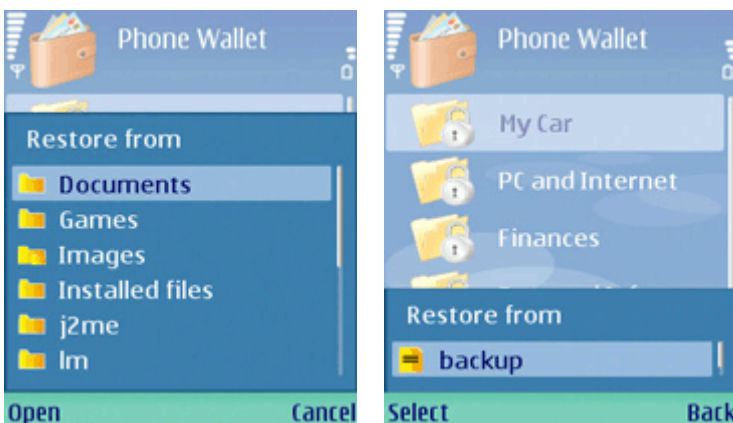 Phone Wallet
Restore from
Documents
Games
Images
Installed files
j2me
lm
Open Cancel
Phone Wallet
My Car
PC and Internet
Finances
Restore from
backup
Select Back